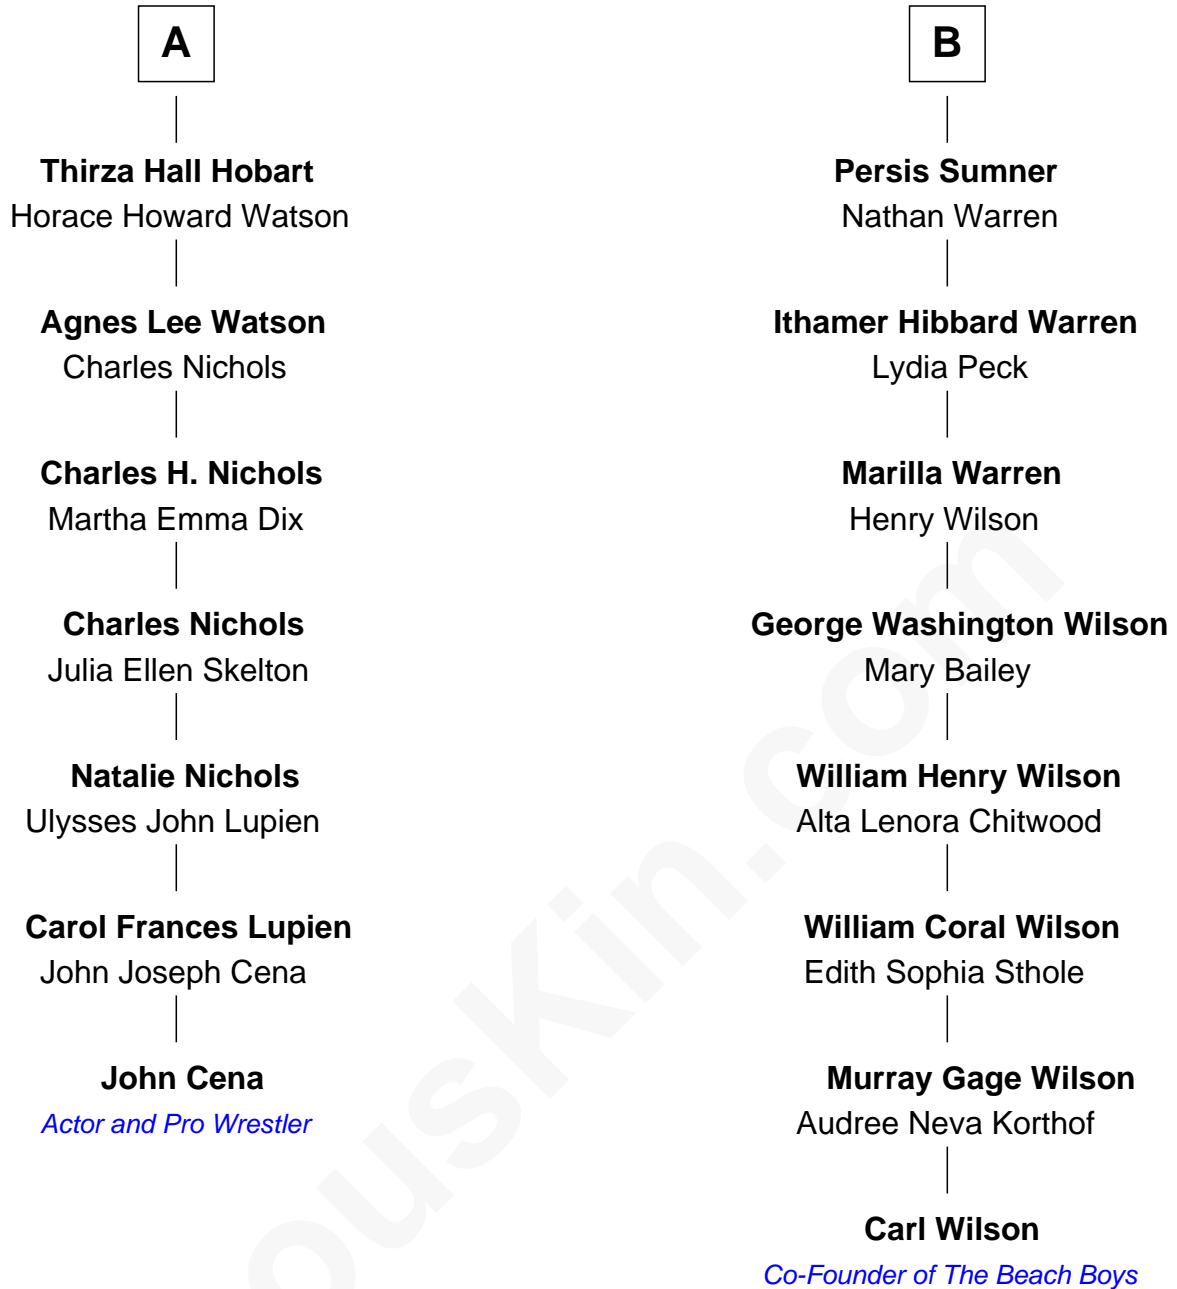 A
Thirza Hall Hobart
Horace Howard Watson
Agnes Lee Watson
Charles Nichols
Charles H. Nichols
Martha Emma Dix
Charles Nichols
Julia Ellen Skelton
Natalie Nichols
Ulysses John Lupien
Carol Frances Lupien
John Joseph Cena
John Cena
Actor and Pro Wrestler
B
Persis Sumner
Nathan Warren
Ithamer Hibbard Warren
Lydia Peck
Marilla Warren
Henry Wilson
George Washington Wilson
Mary Bailey
William Henry Wilson
Alta Lenora Chitwood
William Coral Wilson
Edith Sophia Sthole
Murray Gage Wilson
Audree Neva Korthof
Carl Wilson
Co-Founder of The Beach Boys
ousKin.com